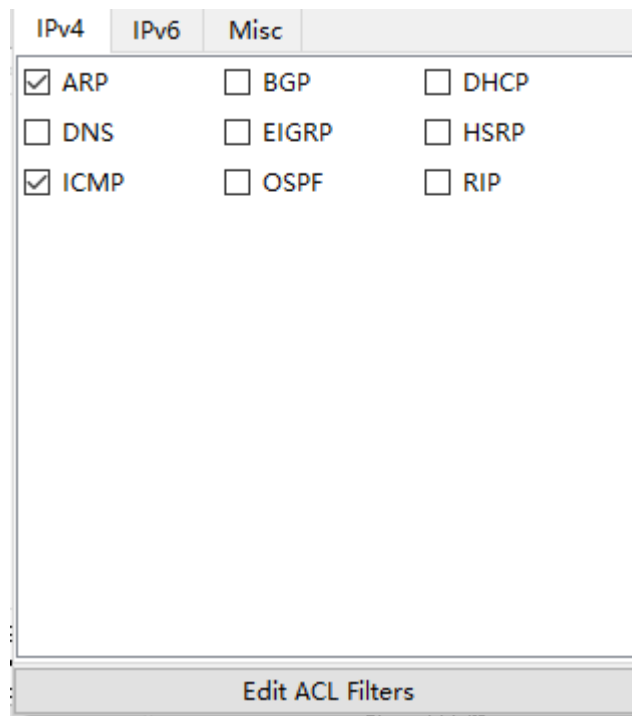 IPv4 IPv6 Misc
ARP BGP DHCP
DNS EIGRP HSRP
ICMP OSPF RIP
Edit ACL Filters